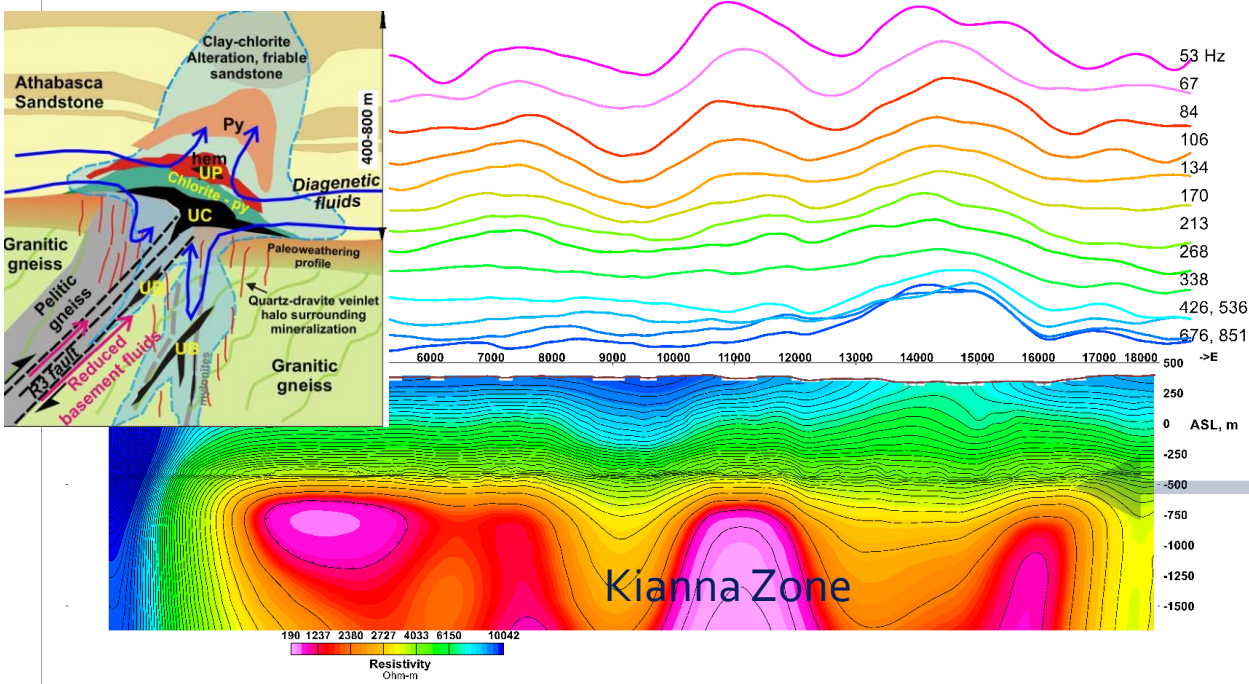 Clay-chlorite
Alteration, friable
sandstone
Athabasca
Sandstone
400-800 m
Py
hem
UP
Chlorite - py
Diagenetic
fluids
UC
Granitic
gneiss
Paleoweathering
profile
Pelitic
gneiss
UB
Quartz-dravite veinlet
halo surrounding
mineralization
R3 fault
Reduced
basement fluids
UB
mylonites
Granitic
gneiss
53 Hz
67
84
106
134
170
213
268
338
426, 536
676, 851
6000 7000 8000 9000 10000 11000 12000 13000 14000 15000 16000 17000 18000 ->E
500
250
0 ASL, m
-250
-500
-750
-1000
-1250
-1500
Kianna Zone
190 1237 2380 2727 4033 6150 10042
Resistivity
Ohm-m